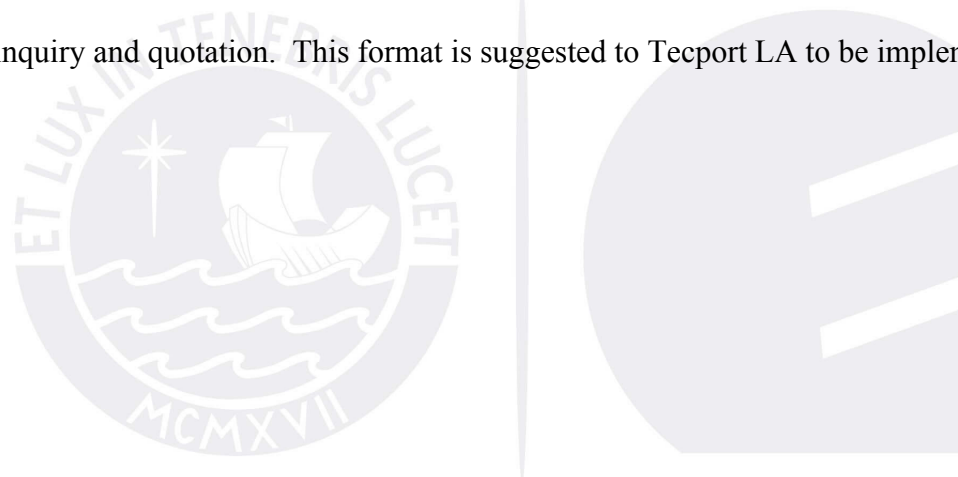 nquiry and quotation.  This format is suggested to Tecport LA to be impler
ET LUX IN TENEBRIS LUCET
MCMXVII